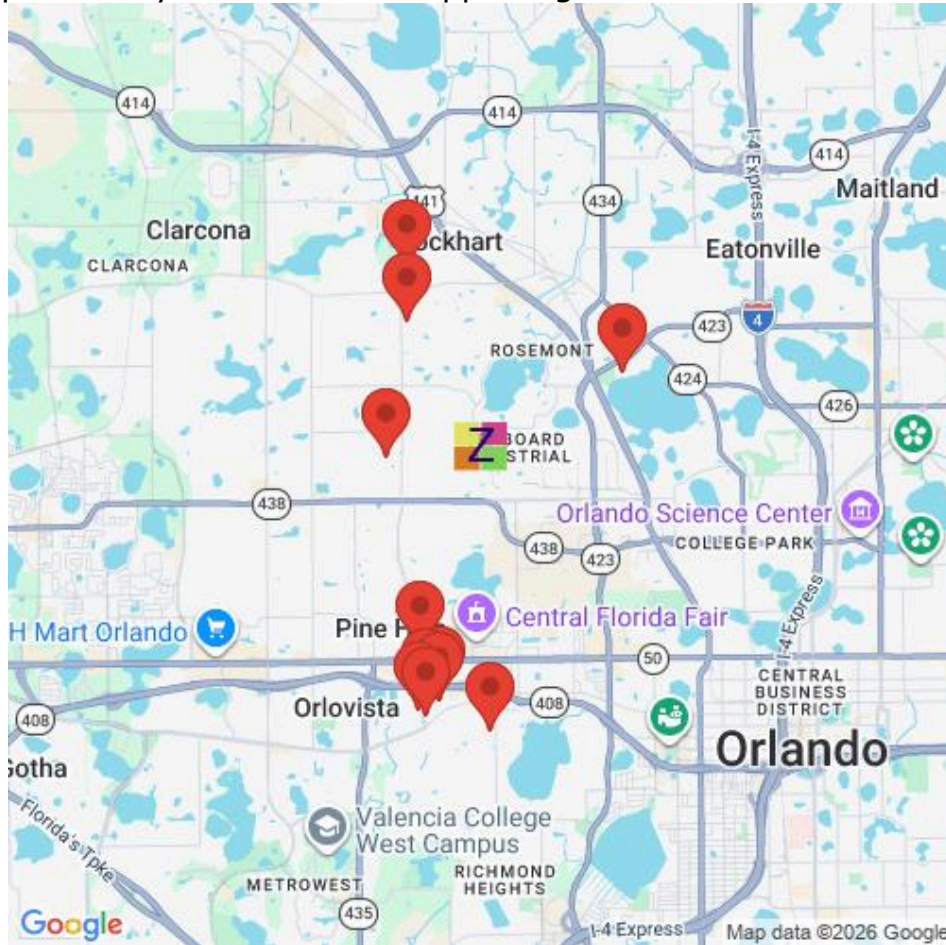 414
414
414
441
434
Maitland
Clarcona
ockhart
Eatonville
CLARCONA
I-4 Express
4
423
ROSEMONT
424
426
Z
BOARD
STRIAL
438
Orlando Science Center
438
423
COLLEGE PARK
H Mart Orlando
Pine H
Central Florida Fair
I-4 Express
50
CENTRAL
BUSINESS
DISTRICT
Orlovista
408
408
Orlando
Gotha
Florida's Tpke
Valencia College
West Campus
METROWEST
RICHMOND
HEIGHTS
435
I-4 Express
Google
Map data ©2026 Google